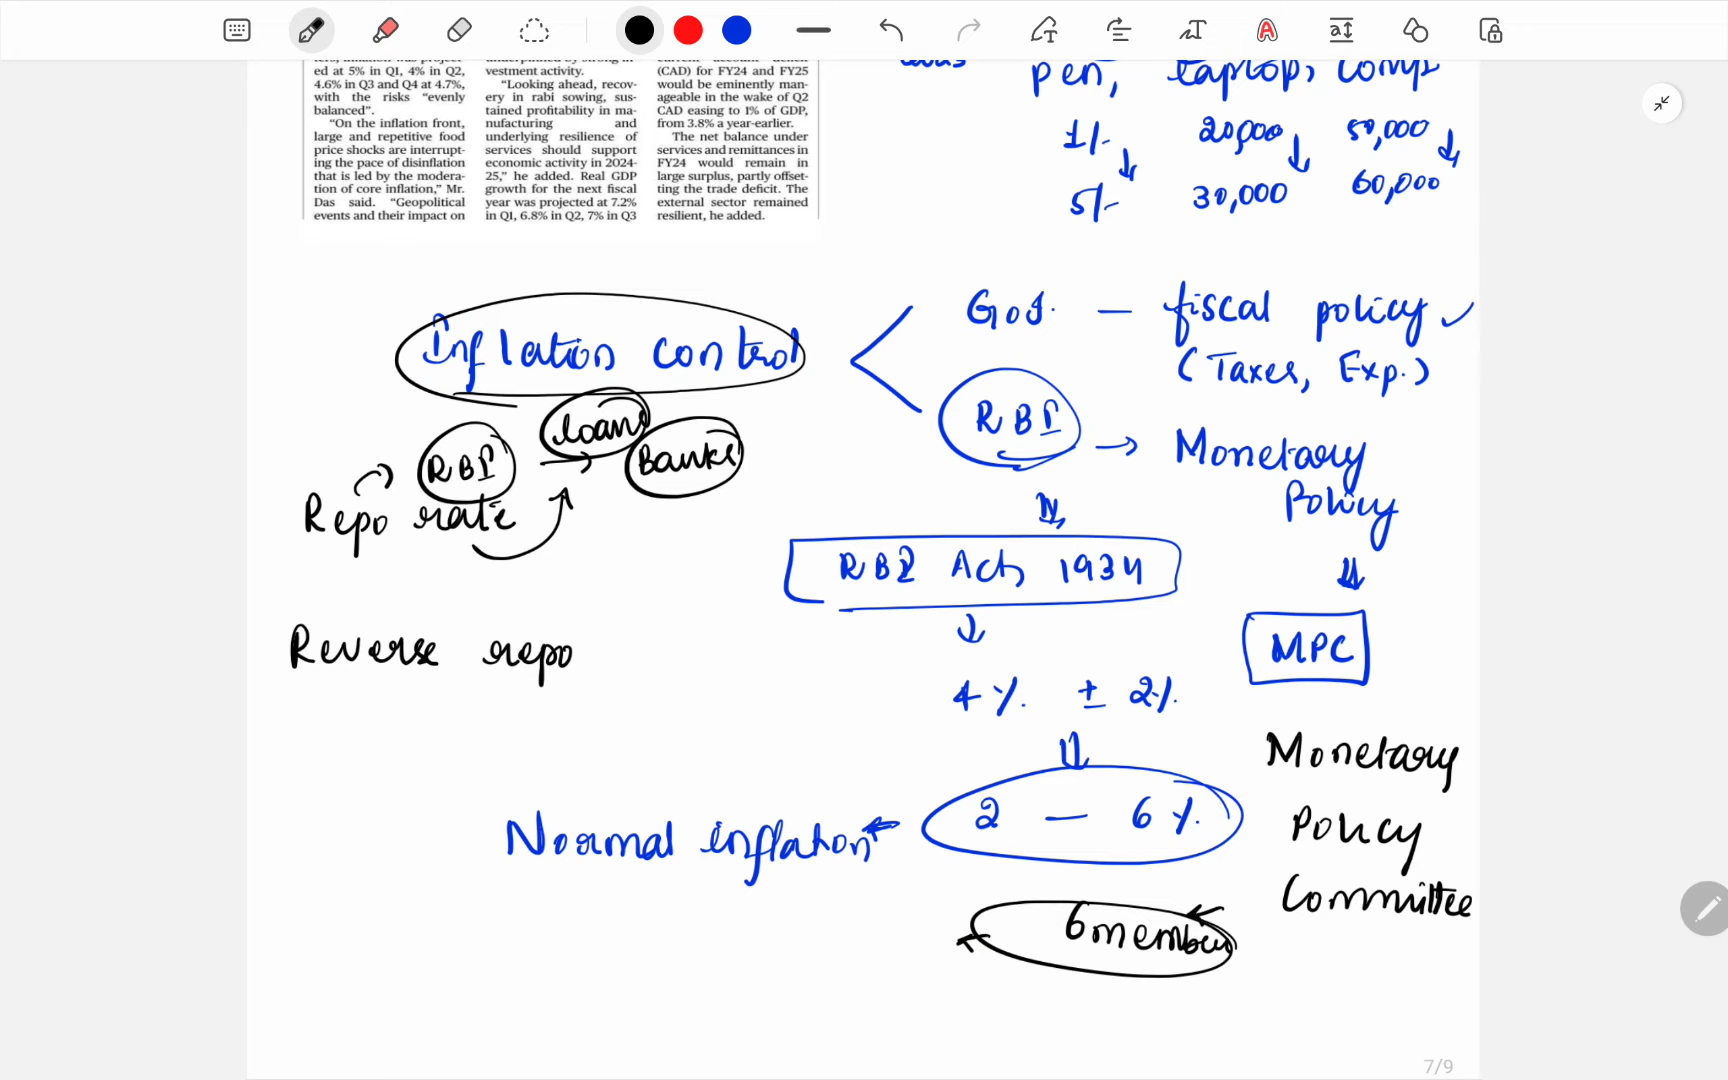 ed at 5% in Q1, 4% in Q2,
4.6% in Q3 and Q4 at 4.7%,
with the risks “evenly
balanced”.
“On the inflation front,
large and repetitive food
price shocks are interrupt-
ing the pace of disinflation
that is led by the modera-
tion of core inflation,” Mr.
Das said. “Geopolitical
events and their impact on
vestment activity.
“Looking ahead, recov-
ery in rabi sowing, sus-
tained profitability in ma-
nufacturing and
underlying resilience of
services should support
economic activity in 2024-
25,” he added. Real GDP
growth for the next fiscal
year was projected at 7.2%
in Q1, 6.8% in Q2, 7% in Q3
(CAD) for FY24 and FY25
would be eminently man-
ageable in the wake of Q2
CAD easing to 1% of GDP,
from 3.8% a year-earlier.
The net balance under
services and remittances in
FY24 would remain in
large surplus, partly offset-
ting the trade deficit. The
external sector remained
resilient, he added.
pen, laptop, comp
1/- 20,000 50,000
5/- 30,000 60,000
Inflation control
GoI. — fiscal policy ✓
(Taxes, Exp.)
RBI → Monetary
Policy
loans
RBI → Banks
Repo rate
RBI Act, 1934
Reverse repo
MPC
4 %. ± 2%.
2 — 6 %.
Normal inflation
Monetary
Policy
Committee
6 member
7/9